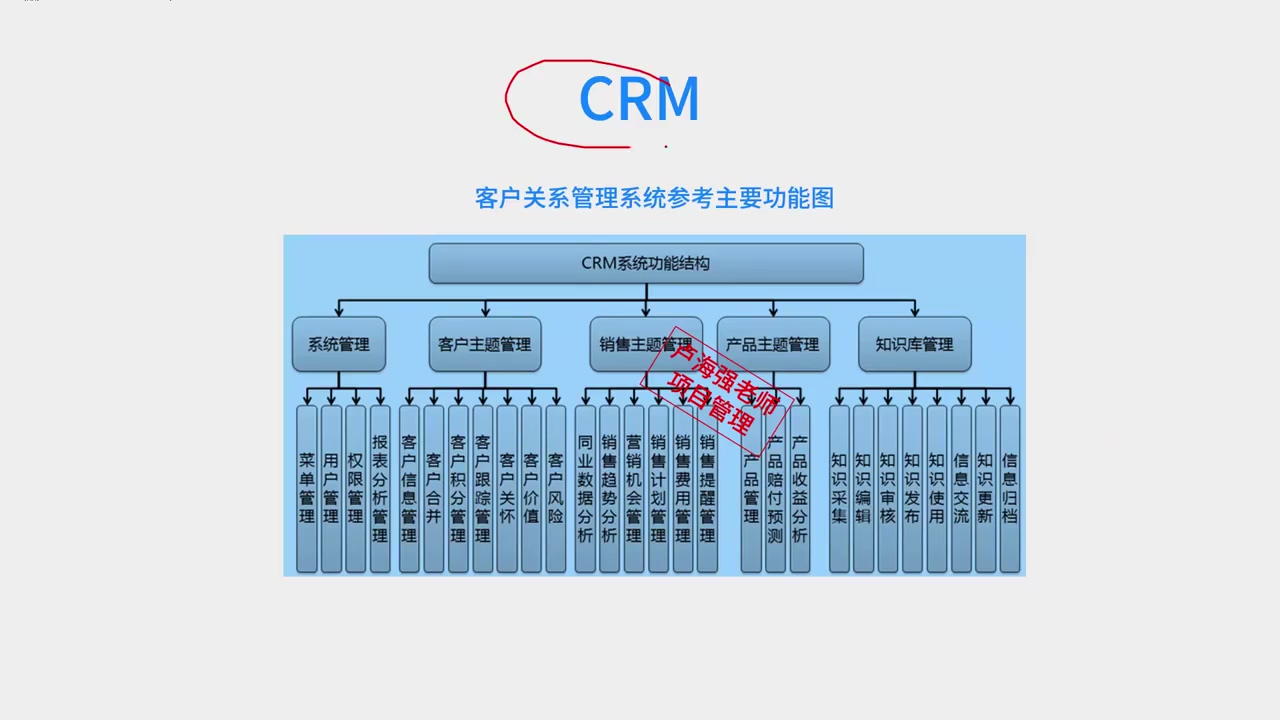 CRM
客户关系管理系统参考主要功能图
CRM系统功能结构
系统管理
客户主题管理
销售主题管理
产品主题管理
知识库管理
卢海强老师
项目管理
菜单管理
用户管理
权限管理
报表分析管理
客户信息管理
客户合并
客户积分管理
客户跟踪管理
客户关怀
客户价值
客户风险
同业数据分析
销售趋势分析
营销机会管理
销售计划管理
销售费用管理
销售提醒管理
产品管理
产品赔付预测
产品收益分析
知识采集
知识编辑
知识审核
知识发布
知识使用
信息交流
知识更新
信息归档